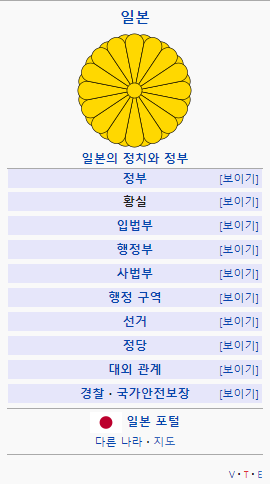 일본
일본의 정치와 정부
정부 [보이기]
황실 [보이기]
입법부 [보이기]
행정부 [보이기]
사법부 [보이기]
행정 구역 [보이기]
선거 [보이기]
정당 [보이기]
대외 관계 [보이기]
경찰 · 국가안전보장 [보이기]
일본 포털
다른 나라 · 지도
V · T · E